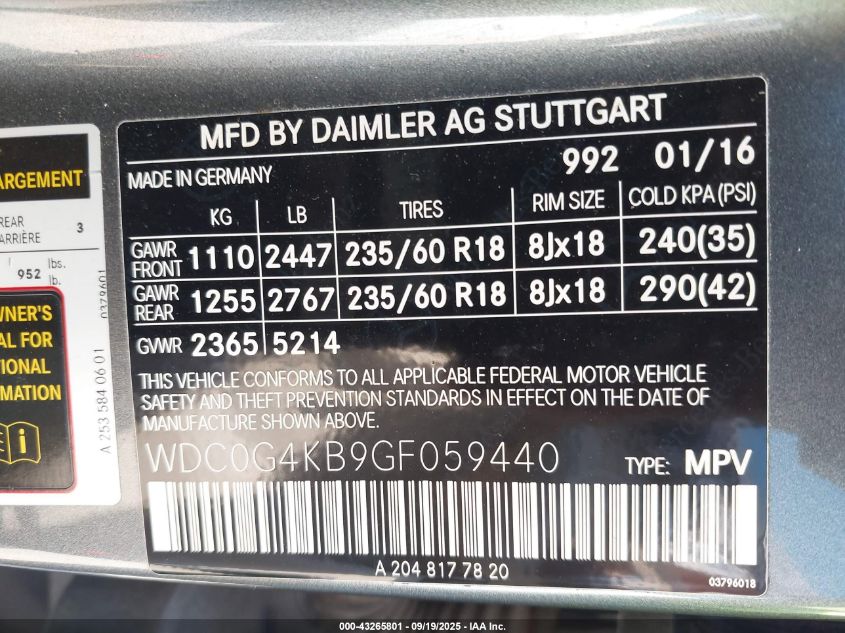 ARGEMENT
REAR
ARRIÈRE
3
952 lbs.
lb.
0379601
WNER'S
AL FOR
TIONAL
RMATION
A 253 584 06 01
MFD BY DAIMLER AG STUTTGART
MADE IN GERMANY 992 01/16
KG LB TIRES RIM SIZE COLD KPA (PSI)
GAWR FRONT 1110 2447 235/60 R18 8Jx18 240(35)
GAWR REAR 1255 2767 235/60 R18 8Jx18 290(42)
GVWR 2365 5214
THIS VEHICLE CONFORMS TO ALL APPLICABLE FEDERAL MOTOR VEHICLE
SAFETY AND THEFT PREVENTION STANDARDS IN EFFECT ON THE DATE OF
MANUFACTURE SHOWN ABOVE.
WDC0G4KB9GF059440 TYPE: MPV
A 204 817 78 20
03796018
000-43265801 - 09/19/2025 - IAA Inc.